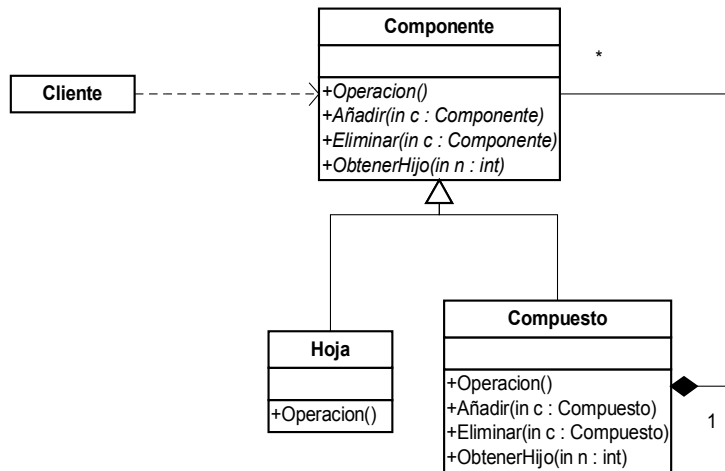 Componente
*
Cliente
+Operacion()
+Añadir(in c : Componente)
+Eliminar(in c : Componente)
+ObtenerHijo(in n : int)
Hoja
+Operacion()
Compuesto
+Operacion()
+Añadir(in c : Compuesto)
+Eliminar(in c : Compuesto)
+ObtenerHijo(in n : int)
1